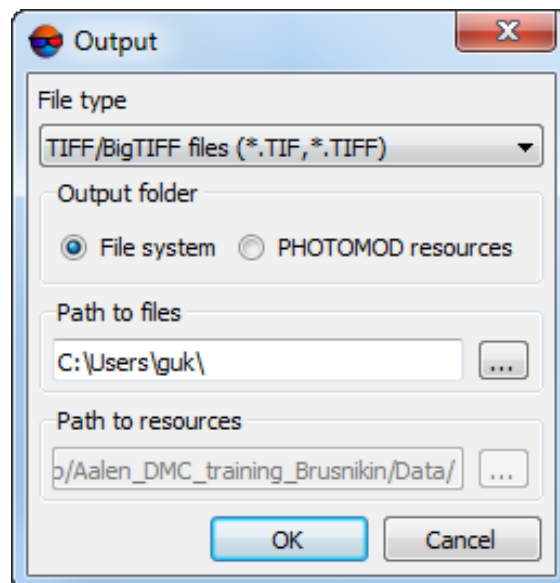 Output
File type
TIFF/BigTIFF files (*.TIF,*.TIFF)
Output folder
File system PHOTOMOD resources
Path to files
C:\Users\guk\
...
Path to resources
/Aalen_DMC_training_Brusnikin/Data/
...
OK Cancel